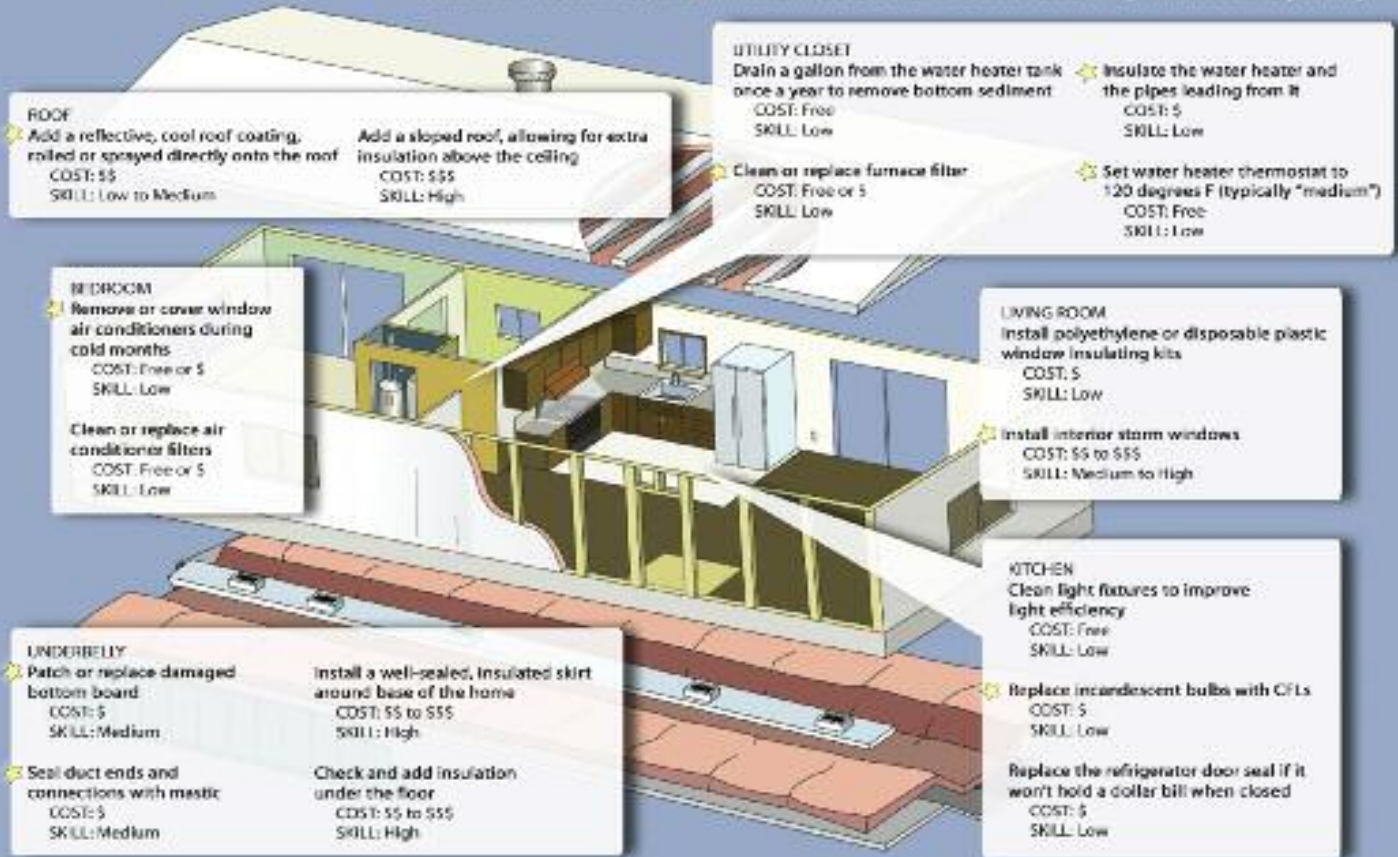 ROOF
Add a reflective, cool roof coating,
rolled or sprayed directly onto the roof
COST: $$
SKILL: Low to Medium
Add a sloped roof, allowing for extra
insulation above the ceiling
COST: $$$
SKILL: High
UTILITY CLOSET
Drain a gallon from the water heater tank
once a year to remove bottom sediment
COST: Free
SKILL: Low
Clean or replace furnace filter
COST: Free or $
SKILL: Low
Insulate the water heater and
the pipes leading from it
COST: $
SKILL: Low
Set water heater thermostat to
120 degrees F (typically "medium")
COST: Free
SKILL: Low
BEDROOM
Remove or cover window
air conditioners during
cold months
COST: Free or $
SKILL: Low
Clean or replace air
conditioner filters
COST: Free or $
SKILL: Low
LIVING ROOM
Install polyethylene or disposable plastic
window insulating kits
COST: $
SKILL: Low
Install interior storm windows
COST: $$ to $$$
SKILL: Medium to High
KITCHEN
Clean light fixtures to improve
light efficiency
COST: Free
SKILL: Low
Replace incandescent bulbs with CFLs
COST: $
SKILL: Low
Replace the refrigerator door seal if it
won't hold a dollar bill when closed
COST: $
SKILL: Low
UNDERBELLY
Patch or replace damaged
bottom board
COST: $
SKILL: Medium
Seal duct ends and
connections with mastic
COST: $
SKILL: Medium
Install a well-sealed, insulated skirt
around base of the home
COST: $$ to $$$
SKILL: High
Check and add insulation
under the floor
COST: $$ to $$$
SKILL: High